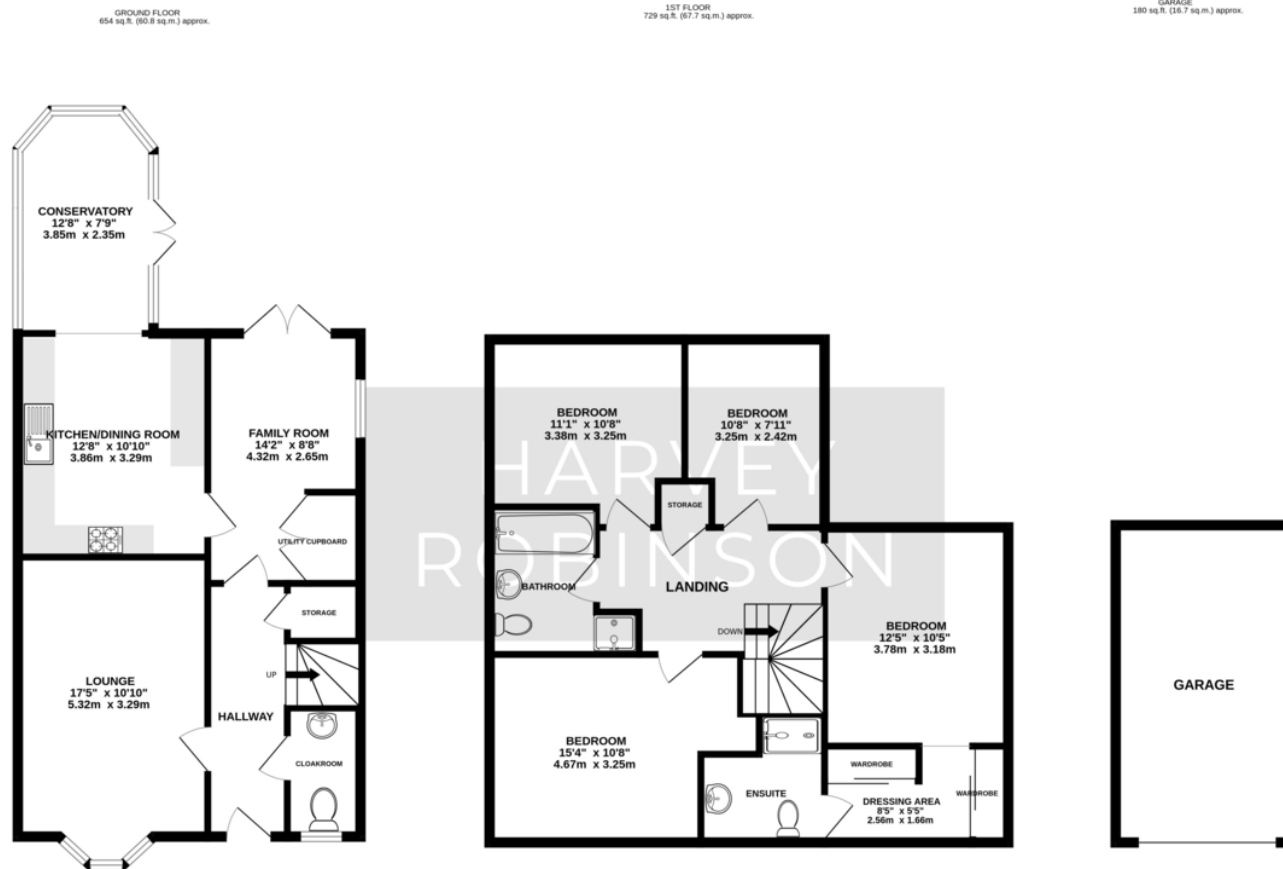 GROUND FLOOR
654 sq.ft. (60.8 sq.m.) approx.
1ST FLOOR
729 sq.ft. (67.7 sq.m.) approx.
GARAGE
180 sq.ft. (16.7 sq.m.) approx.
CONSERVATORY
12'8" x 7'9"
3.85m x 2.35m
KITCHEN/DINING ROOM
12'8" x 10'10"
3.86m x 3.29m
FAMILY ROOM
14'2" x 8'8"
4.32m x 2.65m
UTILITY CUPBOARD
STORAGE
UP
LOUNGE
17'5" x 10'10"
5.32m x 3.29m
HALLWAY
CLOAKROOM
HARVEY
ROBINSON
BEDROOM
11'1" x 10'8"
3.38m x 3.25m
BEDROOM
10'8" x 7'11"
3.25m x 2.42m
STORAGE
BATHROOM
LANDING
DOWN
BEDROOM
12'5" x 10'5"
3.78m x 3.18m
BEDROOM
15'4" x 10'8"
4.67m x 3.25m
ENSUITE
WARDROBE
WARDROBE
DRESSING AREA
8'5" x 5'5"
2.56m x 1.66m
GARAGE